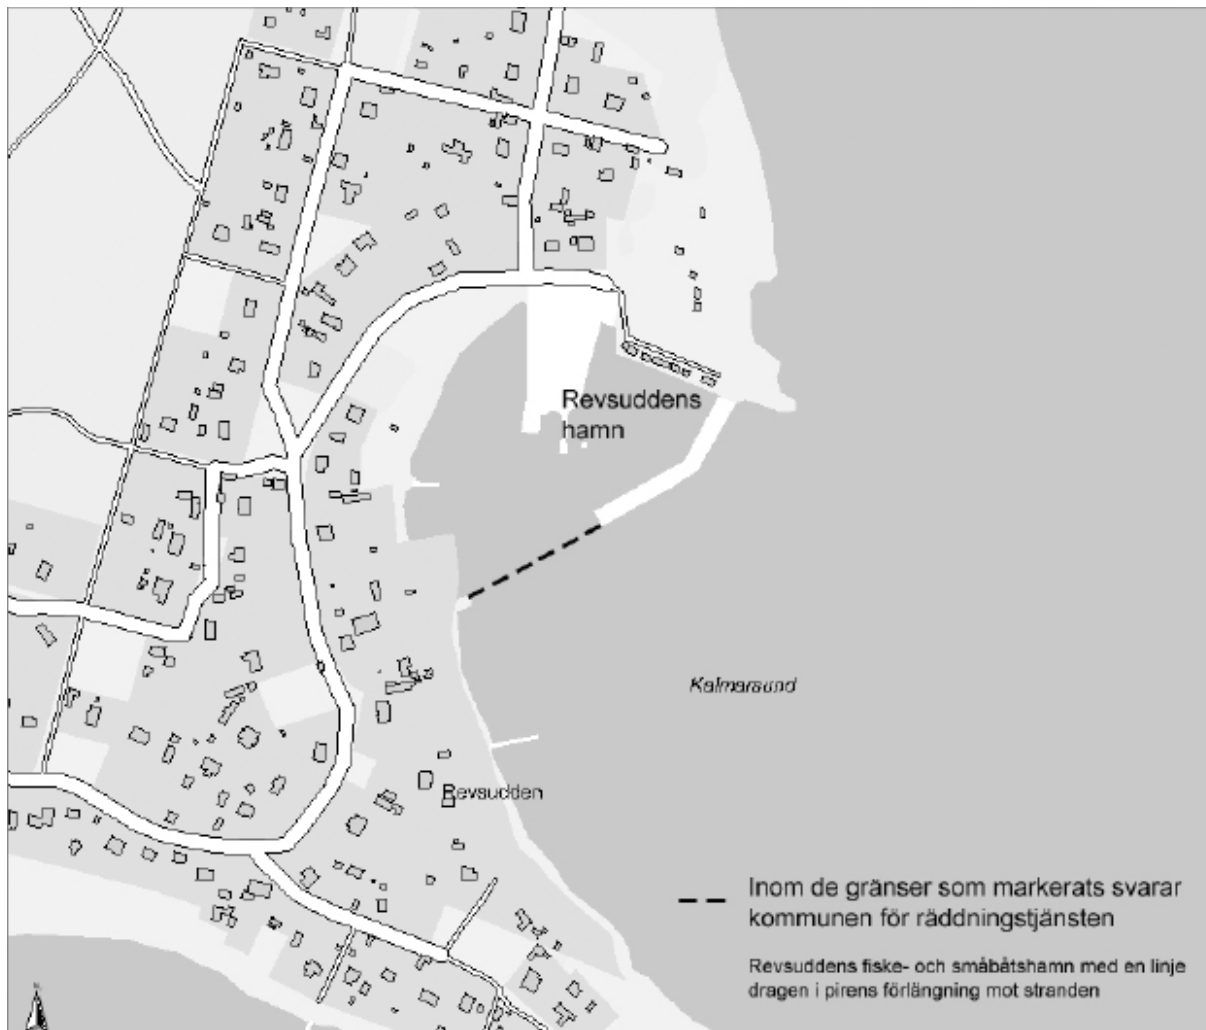 Revsuddens
hamn
Kalmarsund
Revsudden
Inom de gränser som markerats svarar
kommunen för räddningstjänsten
Revsuddens fiske- och småbåtshamn med en linje
dragen i pirens förlängning mot stranden